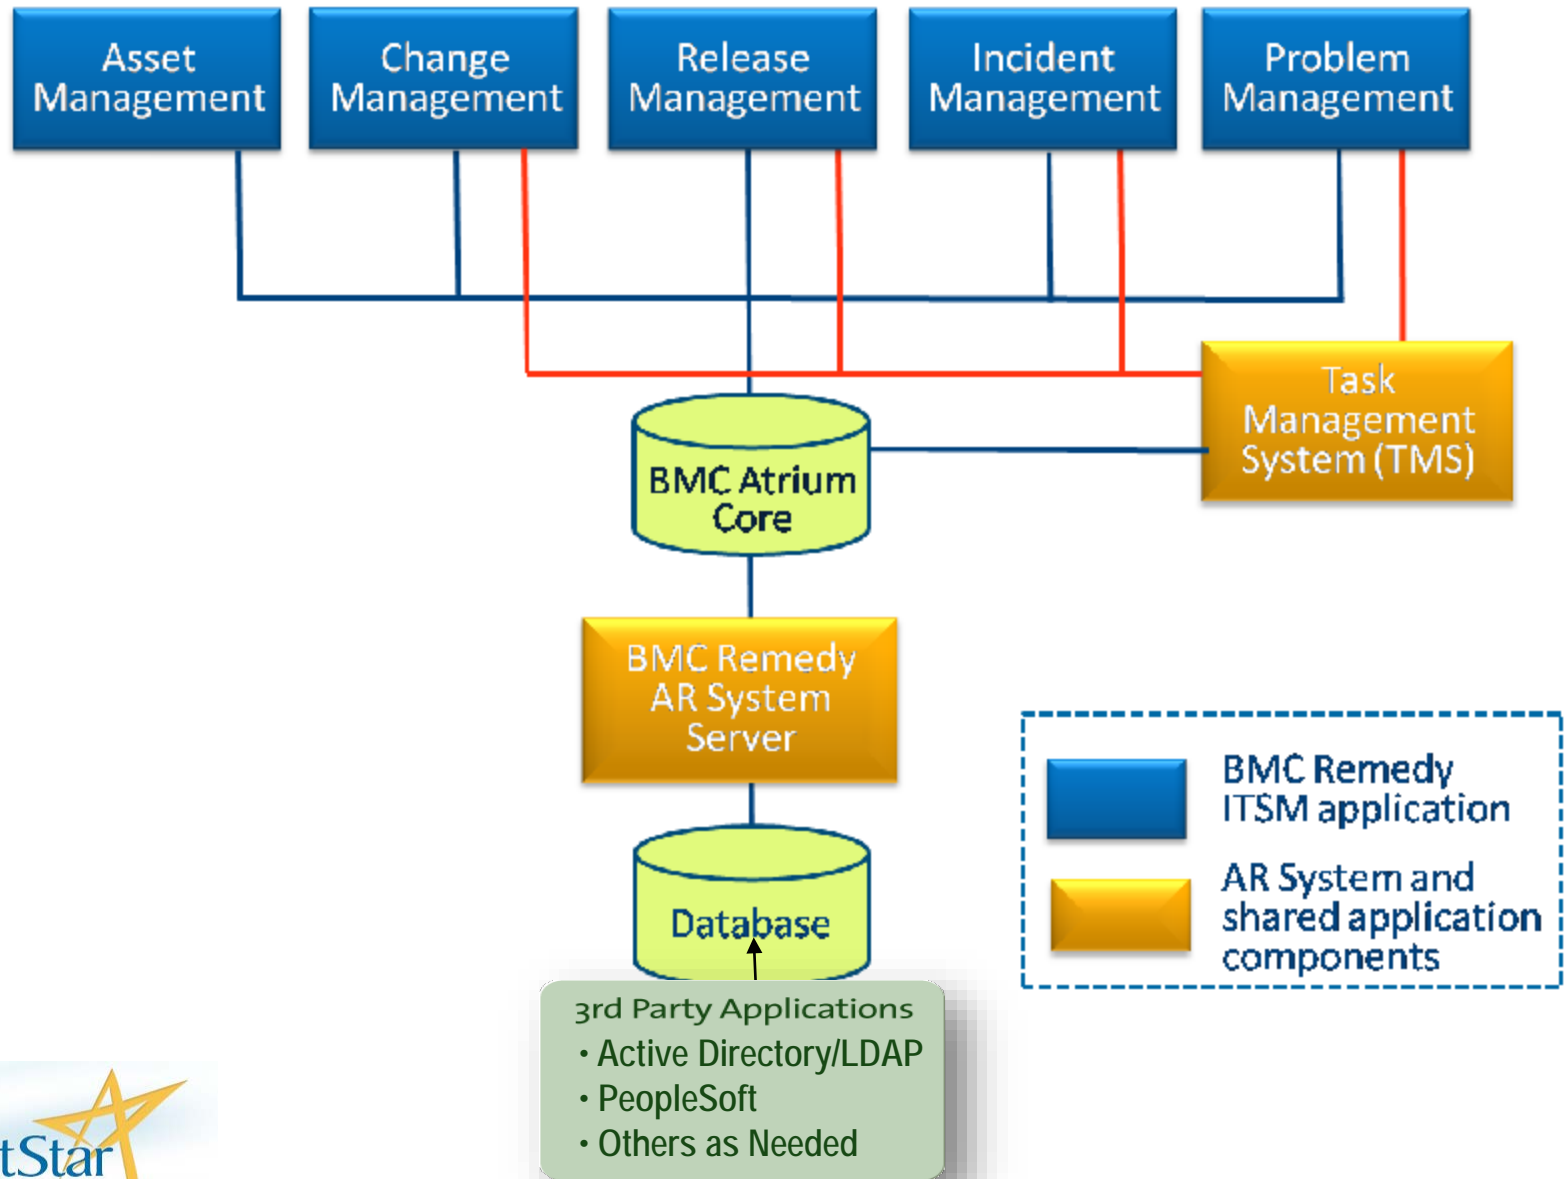 Asset
Management
Change
Management
Release
Management
Incident
Management
Problem
Management
Task
Management
System (TMS)
BMC Atrium
Core
BMC Remedy
AR System
Server
BMC Remedy
ITSM application
AR System and
shared application
components
Database
3rd Party Applications
• Active Directory/LDAP
• PeopleSoft
• Others as Needed
tStar